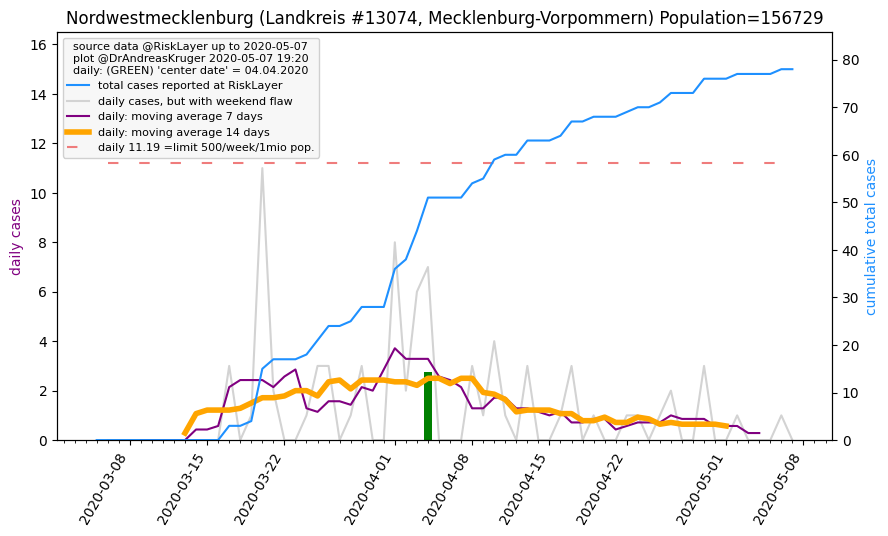 Nordwestmecklenburg (Landkreis #13074, Mecklenburg-Vorpommern) Population=156729
source data @RiskLayer up to 2020-05-07
plot @DrAndreasKruger 2020-05-07 19:20
daily: (GREEN) 'center date' = 04.04.2020
total cases reported at RiskLayer
daily cases, but with weekend flaw
daily: moving average 7 days
daily: moving average 14 days
daily 11.19 =limit 500/week/1mio pop.
daily cases
16
14
12
10
8
6
4
2
0
cumulative total cases
80
70
60
50
40
30
20
10
0
2020-03-08
2020-03-15
2020-03-22
2020-04-01
2020-04-08
2020-04-15
2020-04-22
2020-05-01
2020-05-08